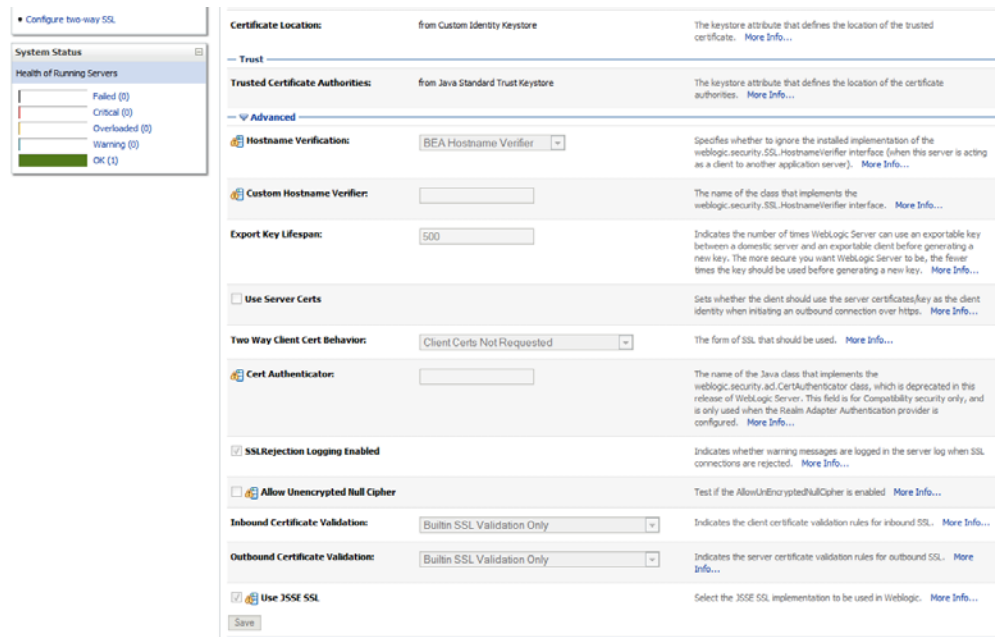 Configure two-way SSL
System Status
Health of Running Servers
Failed (0)
Critical (0)
Overloaded (0)
Warning (0)
OK (1)
Certificate Location:
from Custom Identity Keystore
The keystore attribute that defines the location of the trusted
certificate. More Info...
Trust
Trusted Certificate Authorities:
from Java Standard Trust Keystore
The keystore attribute that defines the location of the certificate
authorities. More Info...
Advanced
Hostname Verification:
BEA Hostname Verifier
Specifies whether to ignore the installed implementation of the
weblogic.security.SSL.HostnameVerifier interface (when this server is acting
as a client to another application server). More Info...
Custom Hostname Verifier:
The name of the class that implements the
weblogic.security.SSL.HostnameVerifier interface. More Info...
Export Key Lifespan:
500
Indicates the number of times WebLogic Server can use an exportable key
between a domestic server and an exportable client before generating a
new key. The more secure you want WebLogic Server to be, the fewer
times the key should be used before generating a new key. More Info...
Use Server Certs
Sets whether the client should use the server certificates/key as the client
identity when initiating an outbound connection over https. More Info...
Two Way Client Cert Behavior:
Client Certs Not Requested
The form of SSL that should be used. More Info...
Cert Authenticator:
The name of the Java class that implements the
weblogic.security.acl.CertAuthenticator class, which is deprecated in this
release of WebLogic Server. This field is for Compatibility security only, and
is only used when the Realm Adapter Authentication provider is
configured. More Info...
SSLRejection Logging Enabled
Indicates whether warning messages are logged in the server log when SSL
connections are rejected. More Info...
Allow Unencrypted Null Cipher
Test if the AllowUnEncryptedNullCipher is enabled More Info...
Inbound Certificate Validation:
Builtin SSL Validation Only
Indicates the client certificate validation rules for inbound SSL. More Info...
Outbound Certificate Validation:
Builtin SSL Validation Only
Indicates the server certificate validation rules for outbound SSL. More
Info...
Use JSSE SSL
Select the JSSE SSL implementation to be used in Weblogic. More Info...
Save